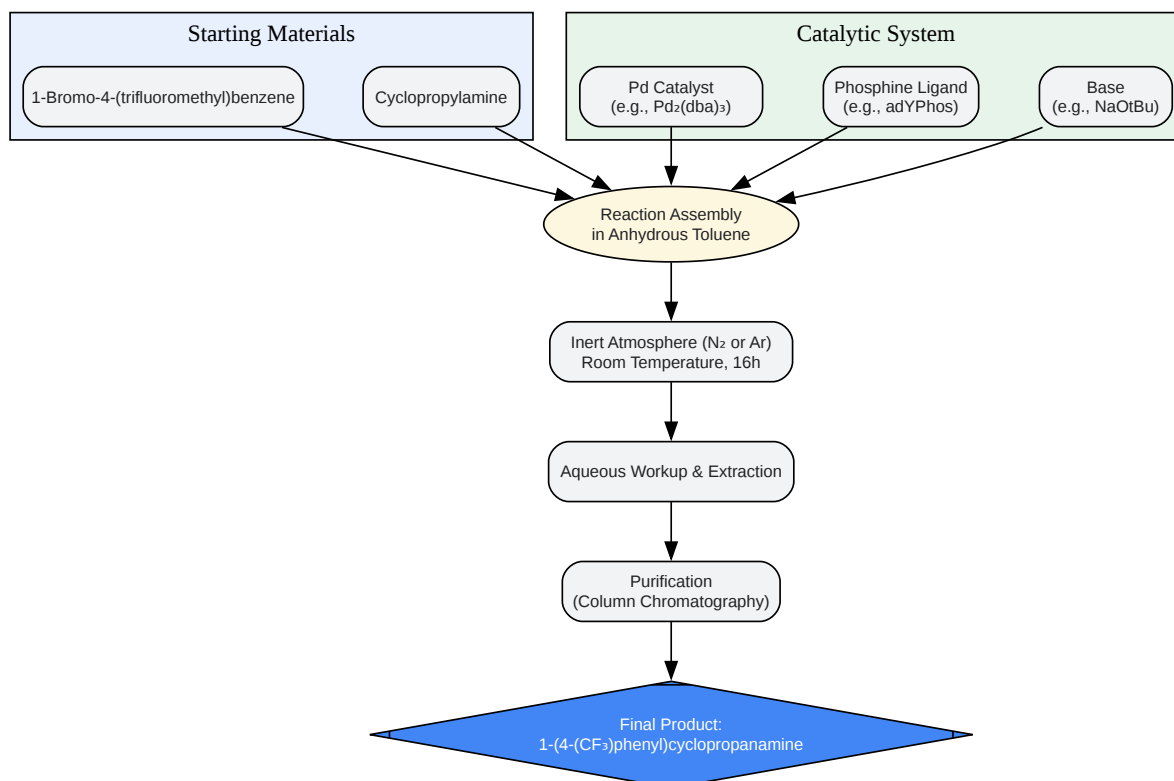 Starting Materials
Catalytic System
1-Bromo-4-(trifluoromethyl)benzene
Cyclopropylamine
Pd Catalyst
(e.g., Pd₂(dba)₃)
Phosphine Ligand
(e.g., adYPhos)
Base
(e.g., NaOtBu)
Reaction Assembly
in Anhydrous Toluene
Inert Atmosphere (N₂ or Ar)
Room Temperature, 16h
Aqueous Workup & Extraction
Purification
(Column Chromatography)
Final Product:
1-(4-(CF₃)phenyl)cyclopropanamine